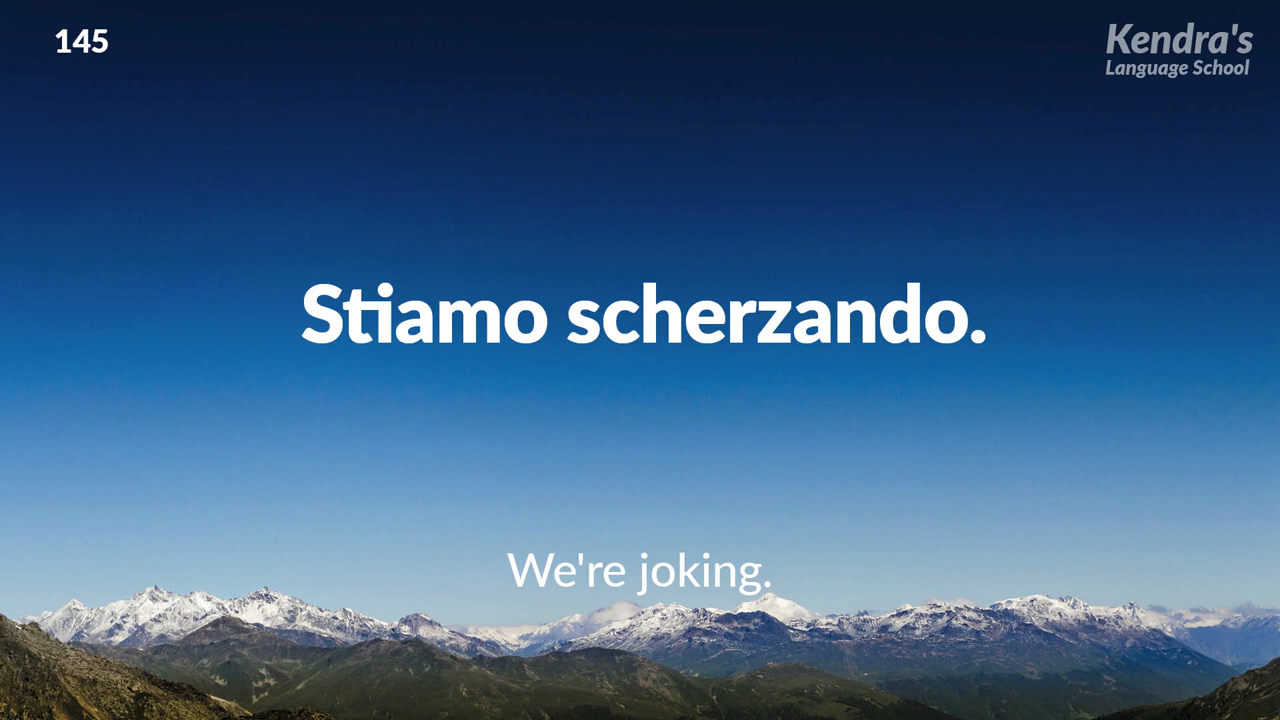 145
Kendra's
Language School
Stiamo scherzando.
We're joking.